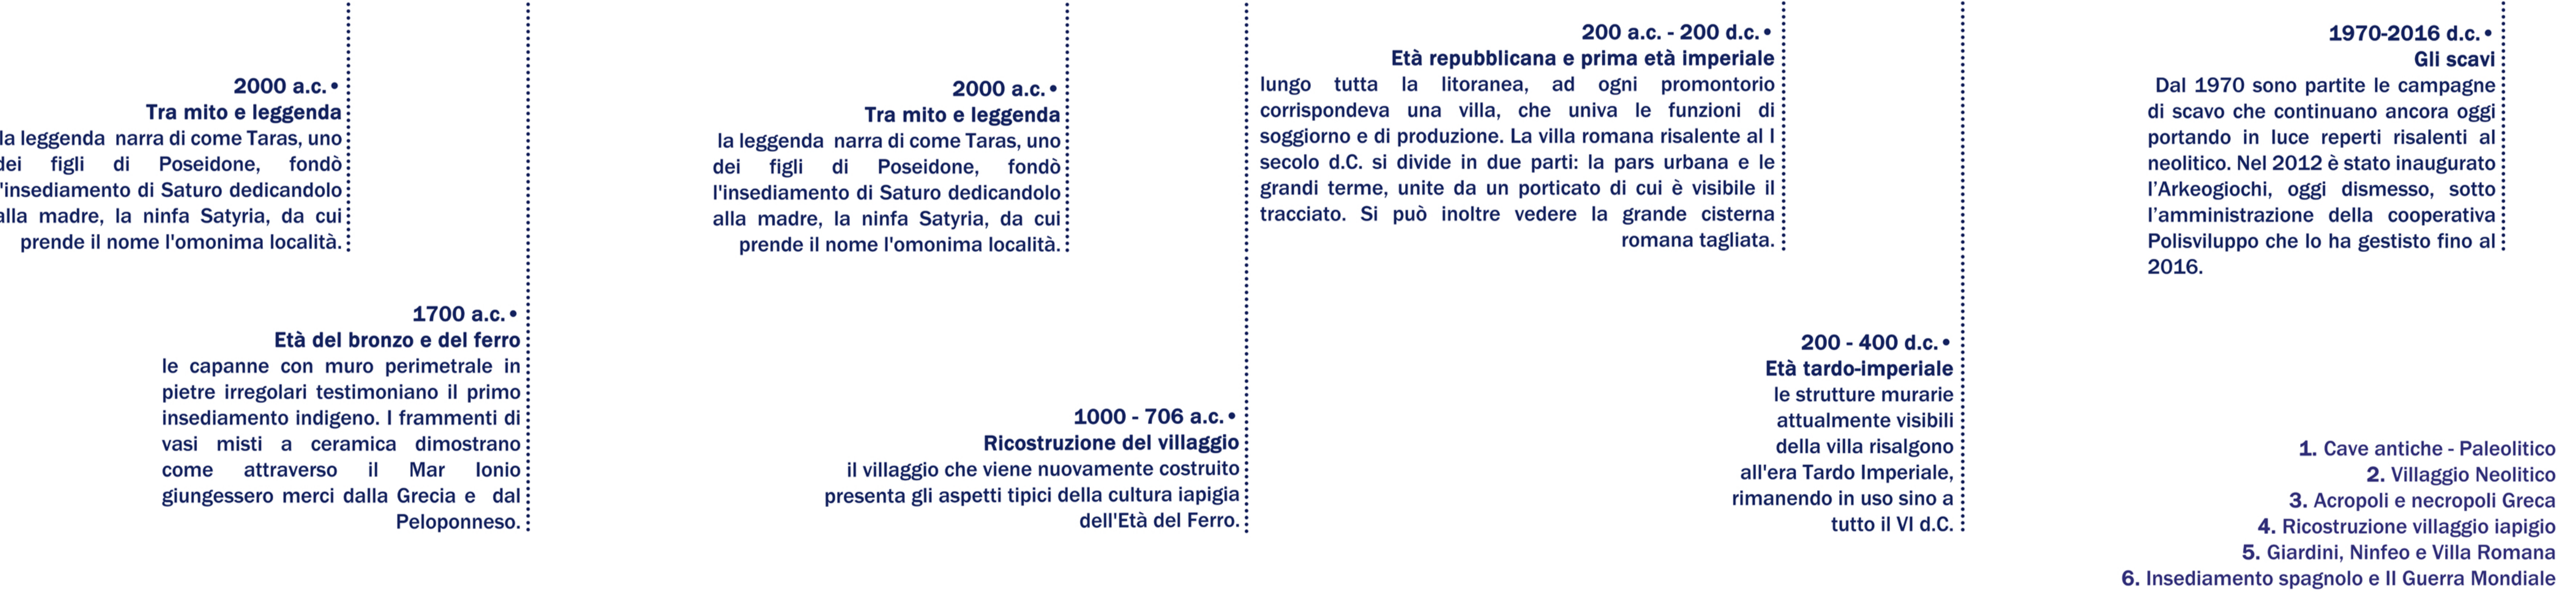 2000 a.c.•
Tra mito e leggenda
la leggenda narra di come Taras, uno
dei figli di Poseidone, fondò
l'insediamento di Saturo dedicandolo
alla madre, la ninfa Satyria, da cui
prende il nome l'omonima località.
1700 a.c.•
Età del bronzo e del ferro
le capanne con muro perimetrale in
pietre irregolari testimoniano il primo
insediamento indigeno. I frammenti di
vasi misti a ceramica dimostrano
come attraverso il Mar Ionio
giungessero merci dalla Grecia e dal
Peloponneso.
2000 a.c.•
Tra mito e leggenda
la leggenda narra di come Taras, uno
dei figli di Poseidone, fondò
l'insediamento di Saturo dedicandolo
alla madre, la ninfa Satyria, da cui
prende il nome l'omonima località.
1000 - 706 a.c.•
Ricostruzione del villaggio
il villaggio che viene nuovamente costruito
presenta gli aspetti tipici della cultura iapigia
dell'Età del Ferro.
200 a.c. - 200 d.c.•
Età repubblicana e prima età imperiale
lungo tutta la litoranea, ad ogni promontorio
corrispondeva una villa, che univa le funzioni di
soggiorno e di produzione. La villa romana risalente al I
secolo d.C. si divide in due parti: la pars urbana e le
grandi terme, unite da un porticato di cui è visibile il
tracciato. Si può inoltre vedere la grande cisterna
romana tagliata.
200 - 400 d.c.•
Età tardo-imperiale
le strutture murarie
attualmente visibili
della villa risalgono
all'era Tardo Imperiale,
rimanendo in uso sino a
tutto il VI d.C.
1970-2016 d.c.•
Gli scavi
Dal 1970 sono partite le campagne
di scavo che continuano ancora oggi
portando in luce reperti risalenti al
neolitico. Nel 2012 è stato inaugurato
l’Arkeogiochi, oggi dismesso, sotto
l’amministrazione della cooperativa
Polisviluppo che lo ha gestisto fino al
2016.
1. Cave antiche - Paleolitico
2. Villaggio Neolitico
3. Acropoli e necropoli Greca
4. Ricostruzione villaggio iapigio
5. Giardini, Ninfeo e Villa Romana
6. Insediamento spagnolo e II Guerra Mondiale